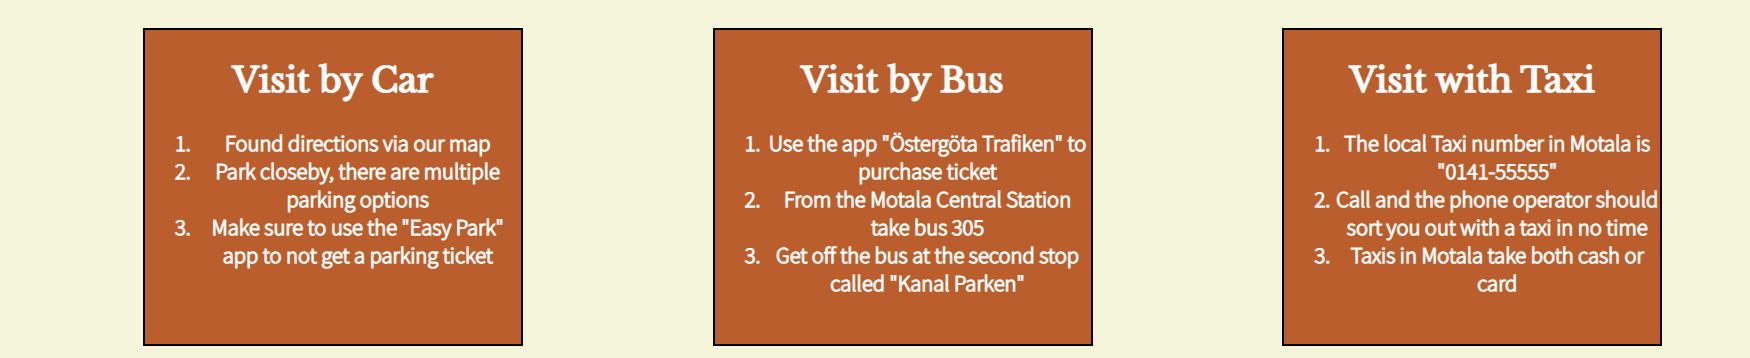 Visit by Car
1. Found directions via our map
2. Park closeby, there are multiple
parking options
3. Make sure to use the "Easy Park"
app to not get a parking ticket
Visit by Bus
1. Use the app "Östergöta Trafiken" to
purchase ticket
2. From the Motala Central Station
take bus 305
3. Get off the bus at the second stop
called "Kanal Parken"
Visit with Taxi
1. The local Taxi number in Motala is
"0141-55555"
2. Call and the phone operator should
sort you out with a taxi in no time
3. Taxis in Motala take both cash or
card